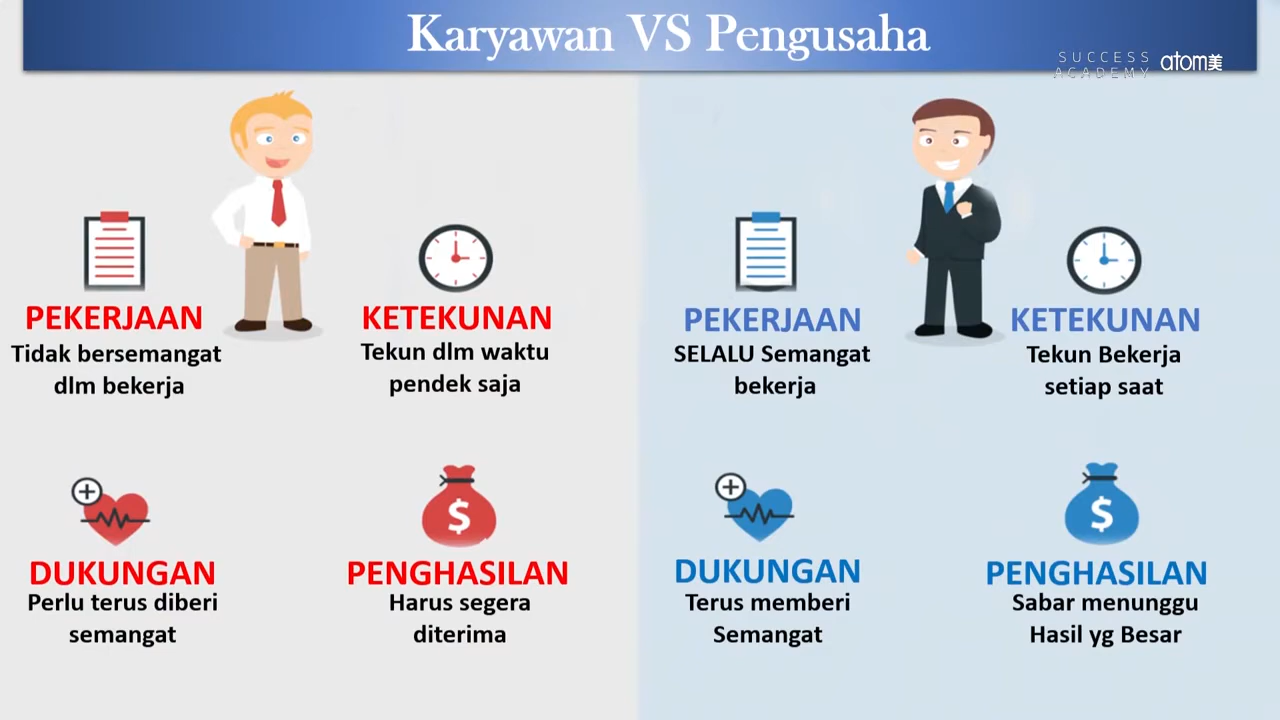 Karyawan VS Pengusaha
SUCCESS
ACADEMY
atom美
PEKERJAAN
Tidak bersemangat
dlm bekerja
KETEKUNAN
Tekun dlm waktu
pendek saja
DUKUNGAN
Perlu terus diberi
semangat
PENGHASILAN
Harus segera
diterima
PEKERJAAN
SELALU Semangat
bekerja
KETEKUNAN
Tekun Bekerja
setiap saat
DUKUNGAN
Terus memberi
Semangat
PENGHASILAN
Sabar menunggu
Hasil yg Besar